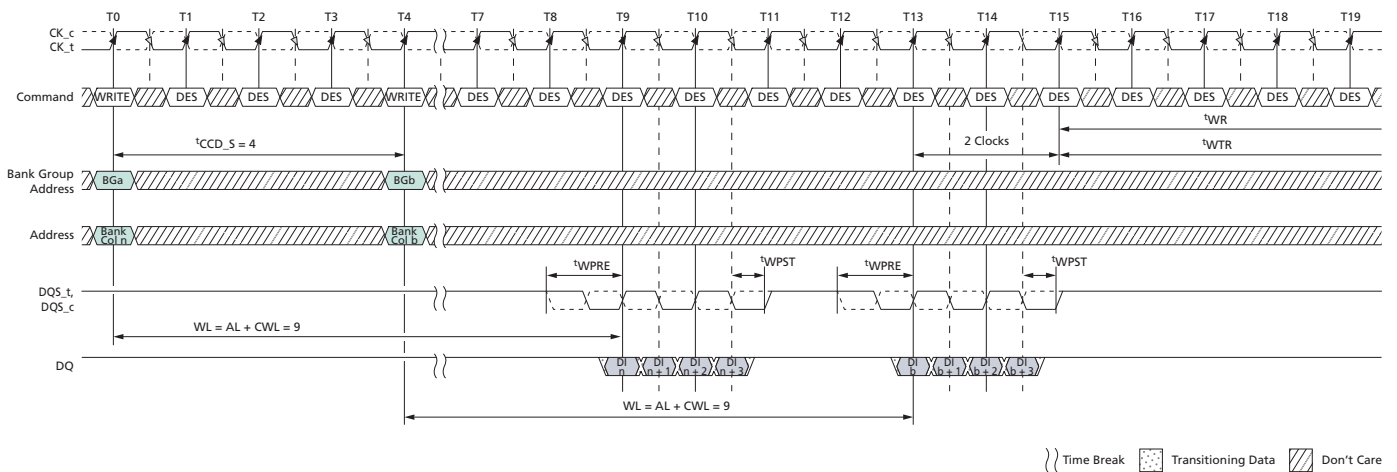 T0 T1 T2 T3 T4 T7 T8 T9 T10 T11 T12 T13 T14 T15 T16 T17 T18 T19
CK_c
CK_t
Command WRITE DES DES DES WRITE DES DES DES DES DES DES DES DES DES DES DES DES DES
tWR
tCCD_S = 4 2 Clocks tWTR
Bank Group
Address BGa BGb
Address Bank
Col n Bank
Col b
tWPRE tWPST tWPRE tWPST
DQS_t,
DQS_c
WL = AL + CWL = 9
DQ DI
n DI
n + 1 DI
n + 2 DI
n + 3 DI
b DI
b + 1 DI
b + 2 DI
b + 3
WL = AL + CWL = 9
Time Break Transitioning Data Don't Care